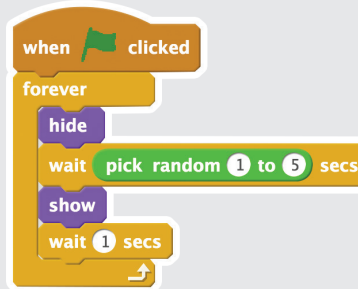 when clicked
forever
hide
wait pick random 1 to 5 secs
show
wait 1 secs